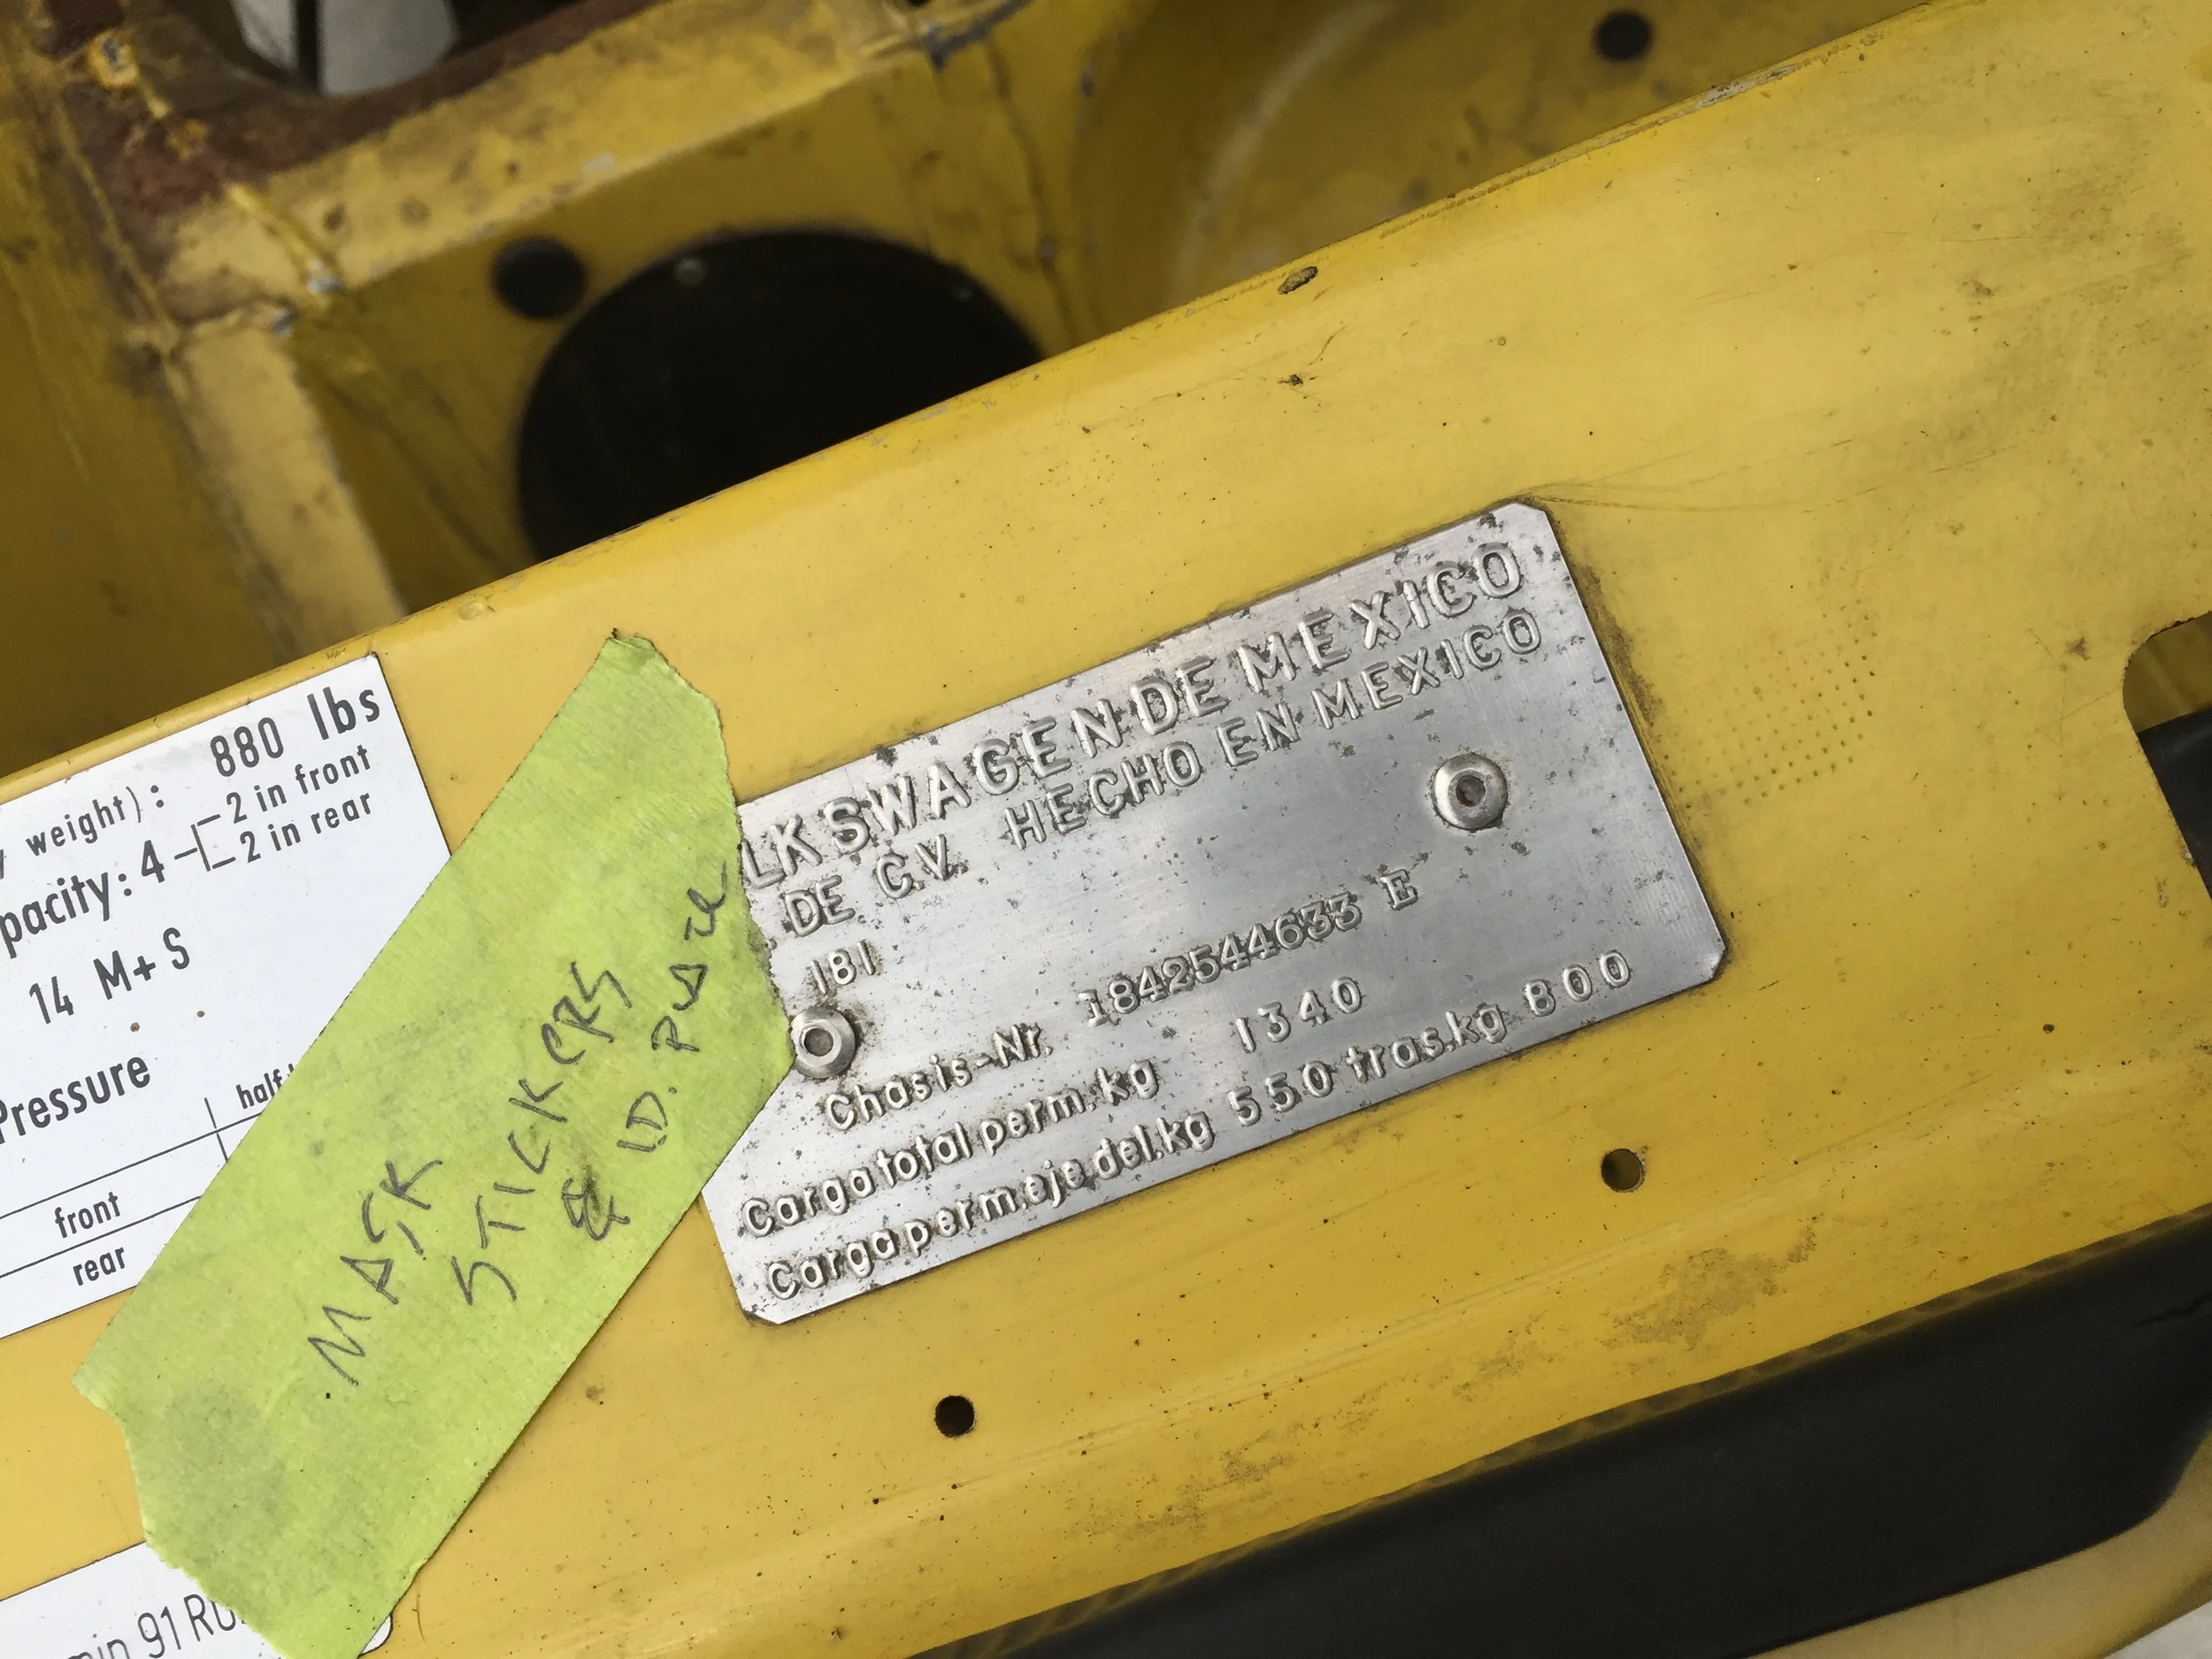 weight): 880 lbs
pacity: 4 2 in front
2 in rear
14 M+S
Pressure
half
front
rear
min 91 RO
MASK
STICKERS
& ID. PLATE
LKSWAGEN DE MEXICO
. DE C.V. HECHO EN MEXICO
181
Chasis-Nr. 1842544633 E
Carga total perm. kg 1340
Carga perm. eje, del. kg 550 tras. kg 800